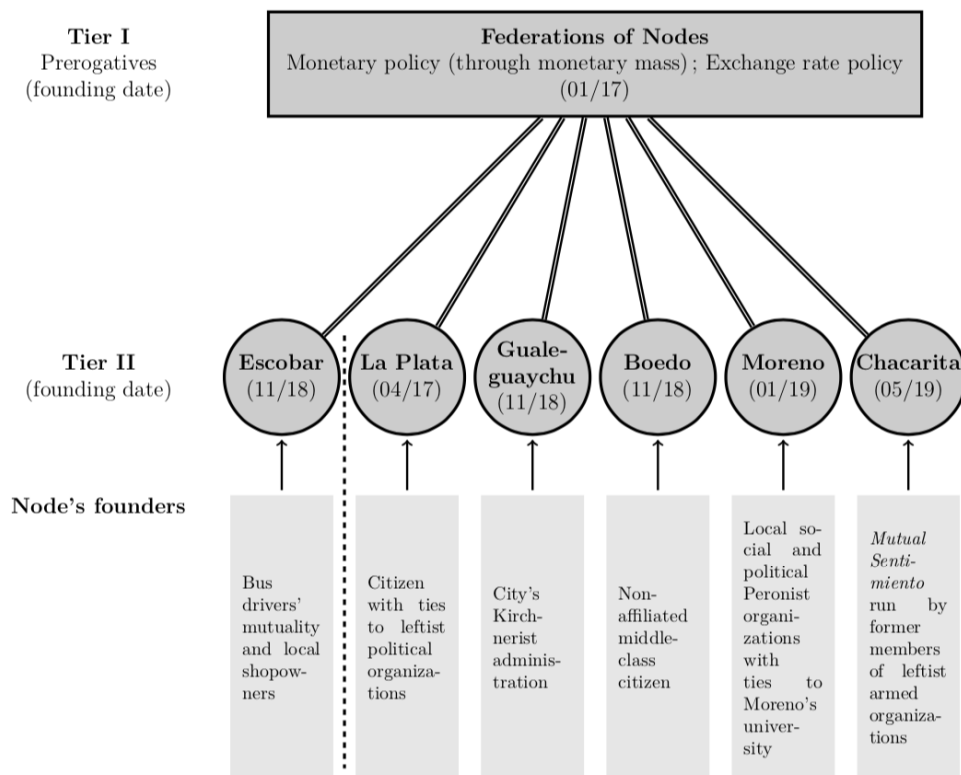 Tier I
Prerogatives
(founding date)
Federations of Nodes
Monetary policy (through monetary mass) ; Exchange rate policy
(01/17)
Tier II
(founding date)
Escobar
(11/18)
La Plata
(04/17)
Guale-
guaychu
(11/18)
Boedo
(11/18)
Moreno
(01/19)
Chacarita
(05/19)
Node's founders
Bus
drivers'
mutuality
and local
shopow-
ners
Citizen
with ties
to leftist
political
organiza-
tions
City's
Kirch-
nerist
adminis-
tration
Non-
affiliated
middle-
class
citizen
Local so-
cial and
political
Peronist
organi-
zations
with
ties to
Moreno's
univer-
sity
Mutual
Senti-
miento
run by
former
members
of leftist
armed
organiza-
tions